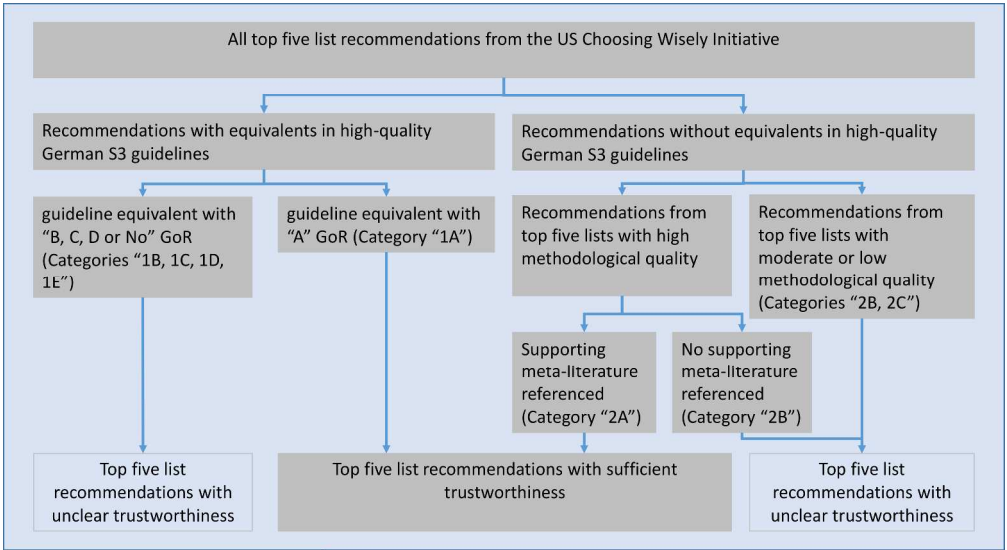 All top five list recommendations from the US Choosing Wisely Initiative
Recommendations with equivalents in high-quality
German S3 guidelines
Recommendations without equivalents in high-quality
German S3 guidelines
guideline equivalent with
“B, C, D or No” GoR
(Categories “1B, 1C, 1D,
1E”)
guideline equivalent with
“A” GoR (Category “1A”)
Recommendations from
top five lists with high
methodological quality
Recommendations from
top five lists with
moderate or low
methodological quality
(Categories “2B, 2C”)
Supporting
meta-literature
referenced
(Category “2A”)
No supporting
meta-literature
referenced
(Category “2B”)
Top five list
recommendations with
unclear trustworthiness
Top five list recommendations with sufficient
trustworthiness
Top five list
recommendations with
unclear trustworthiness